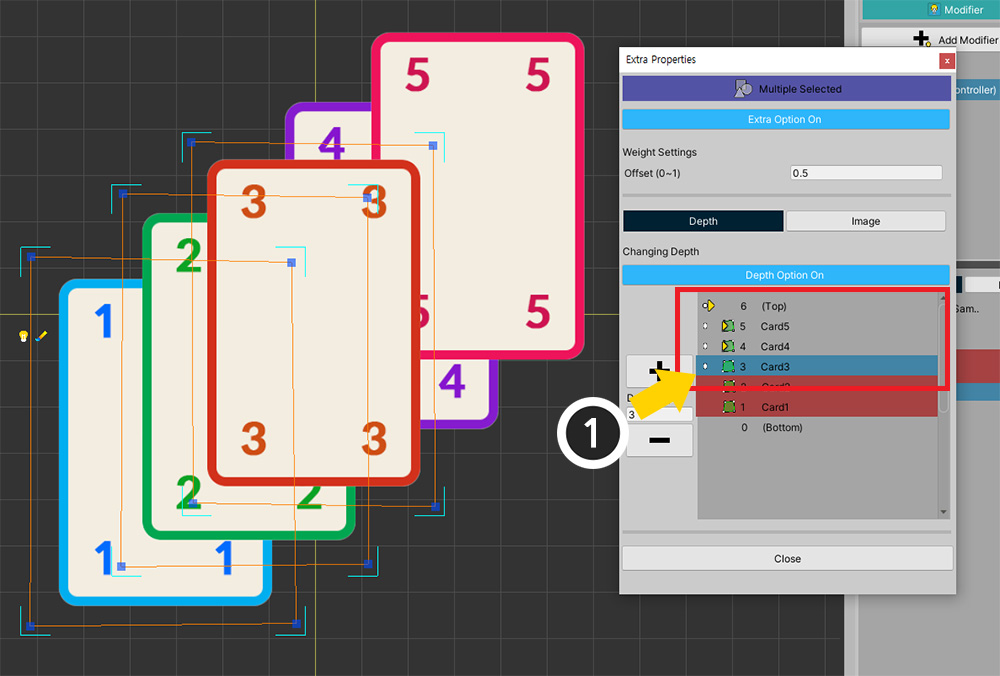 Modifier
Add Modifier
ontroller)
Extra Properties
x
Multiple Selected
Extra Option On
Weight Settings
Offset (0~1)
0.5
Depth
Image
Changing Depth
Depth Option On
6 (Top)
5 Card5
4 Card4
3 Card3
2 Card2
1 Card1
0 (Bottom)
3
Close
1
5 5
5 5
4
4
3 3
3 3
2
2 2
1
1 1